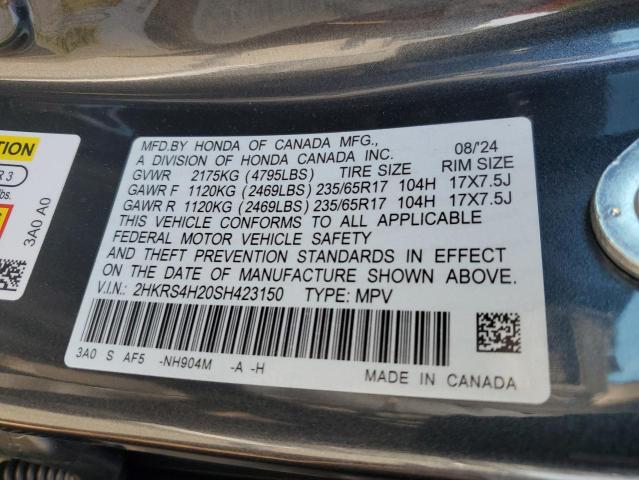 MFD.BY HONDA OF CANADA MFG., 08/'24
A DIVISION OF HONDA CANADA INC.
GVWR 2175KG (4795LBS) TIRE SIZE RIM SIZE
GAWR F 1120KG (2469LBS) 235/65R17 104H 17X7.5J
GAWR R 1120KG (2469LBS) 235/65R17 104H 17X7.5J
THIS VEHICLE CONFORMS TO ALL APPLICABLE
FEDERAL MOTOR VEHICLE SAFETY
AND THEFT PREVENTION STANDARDS IN EFFECT
ON THE DATE OF MANUFACTURE SHOWN ABOVE.
V.I.N.: 2HKRS4H20SH423150 TYPE: MPV
3A0 S AF5 -NH904M -A -H
MADE IN CANADA
R 3
lbs.
3A0 A0